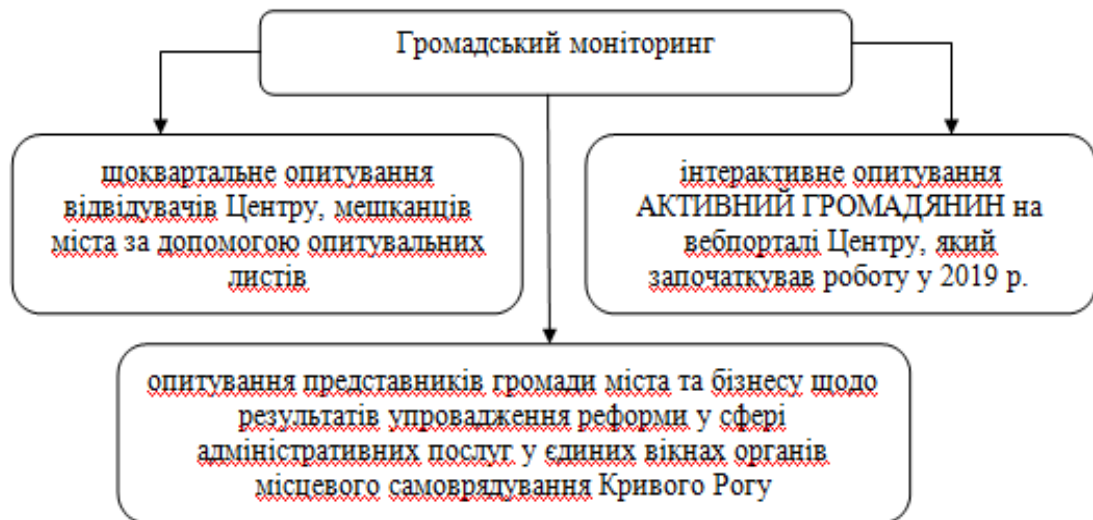 Громадський моніторинг
щоквартальне опитування
відвідувачів Центру, мешканців
міста за допомогою опитувальних
листів
інтерактивне опитування
АКТИВНИЙ ГРОМАДЯНИН на
вебпорталі Центру, який
започаткував роботу у 2019 р.
опитування представників громади міста та бізнесу щодо
результатів упровадження реформи у сфері
адміністративних послуг у єдиних вікнах органів
місцевого самоврядування Кривого Рогу